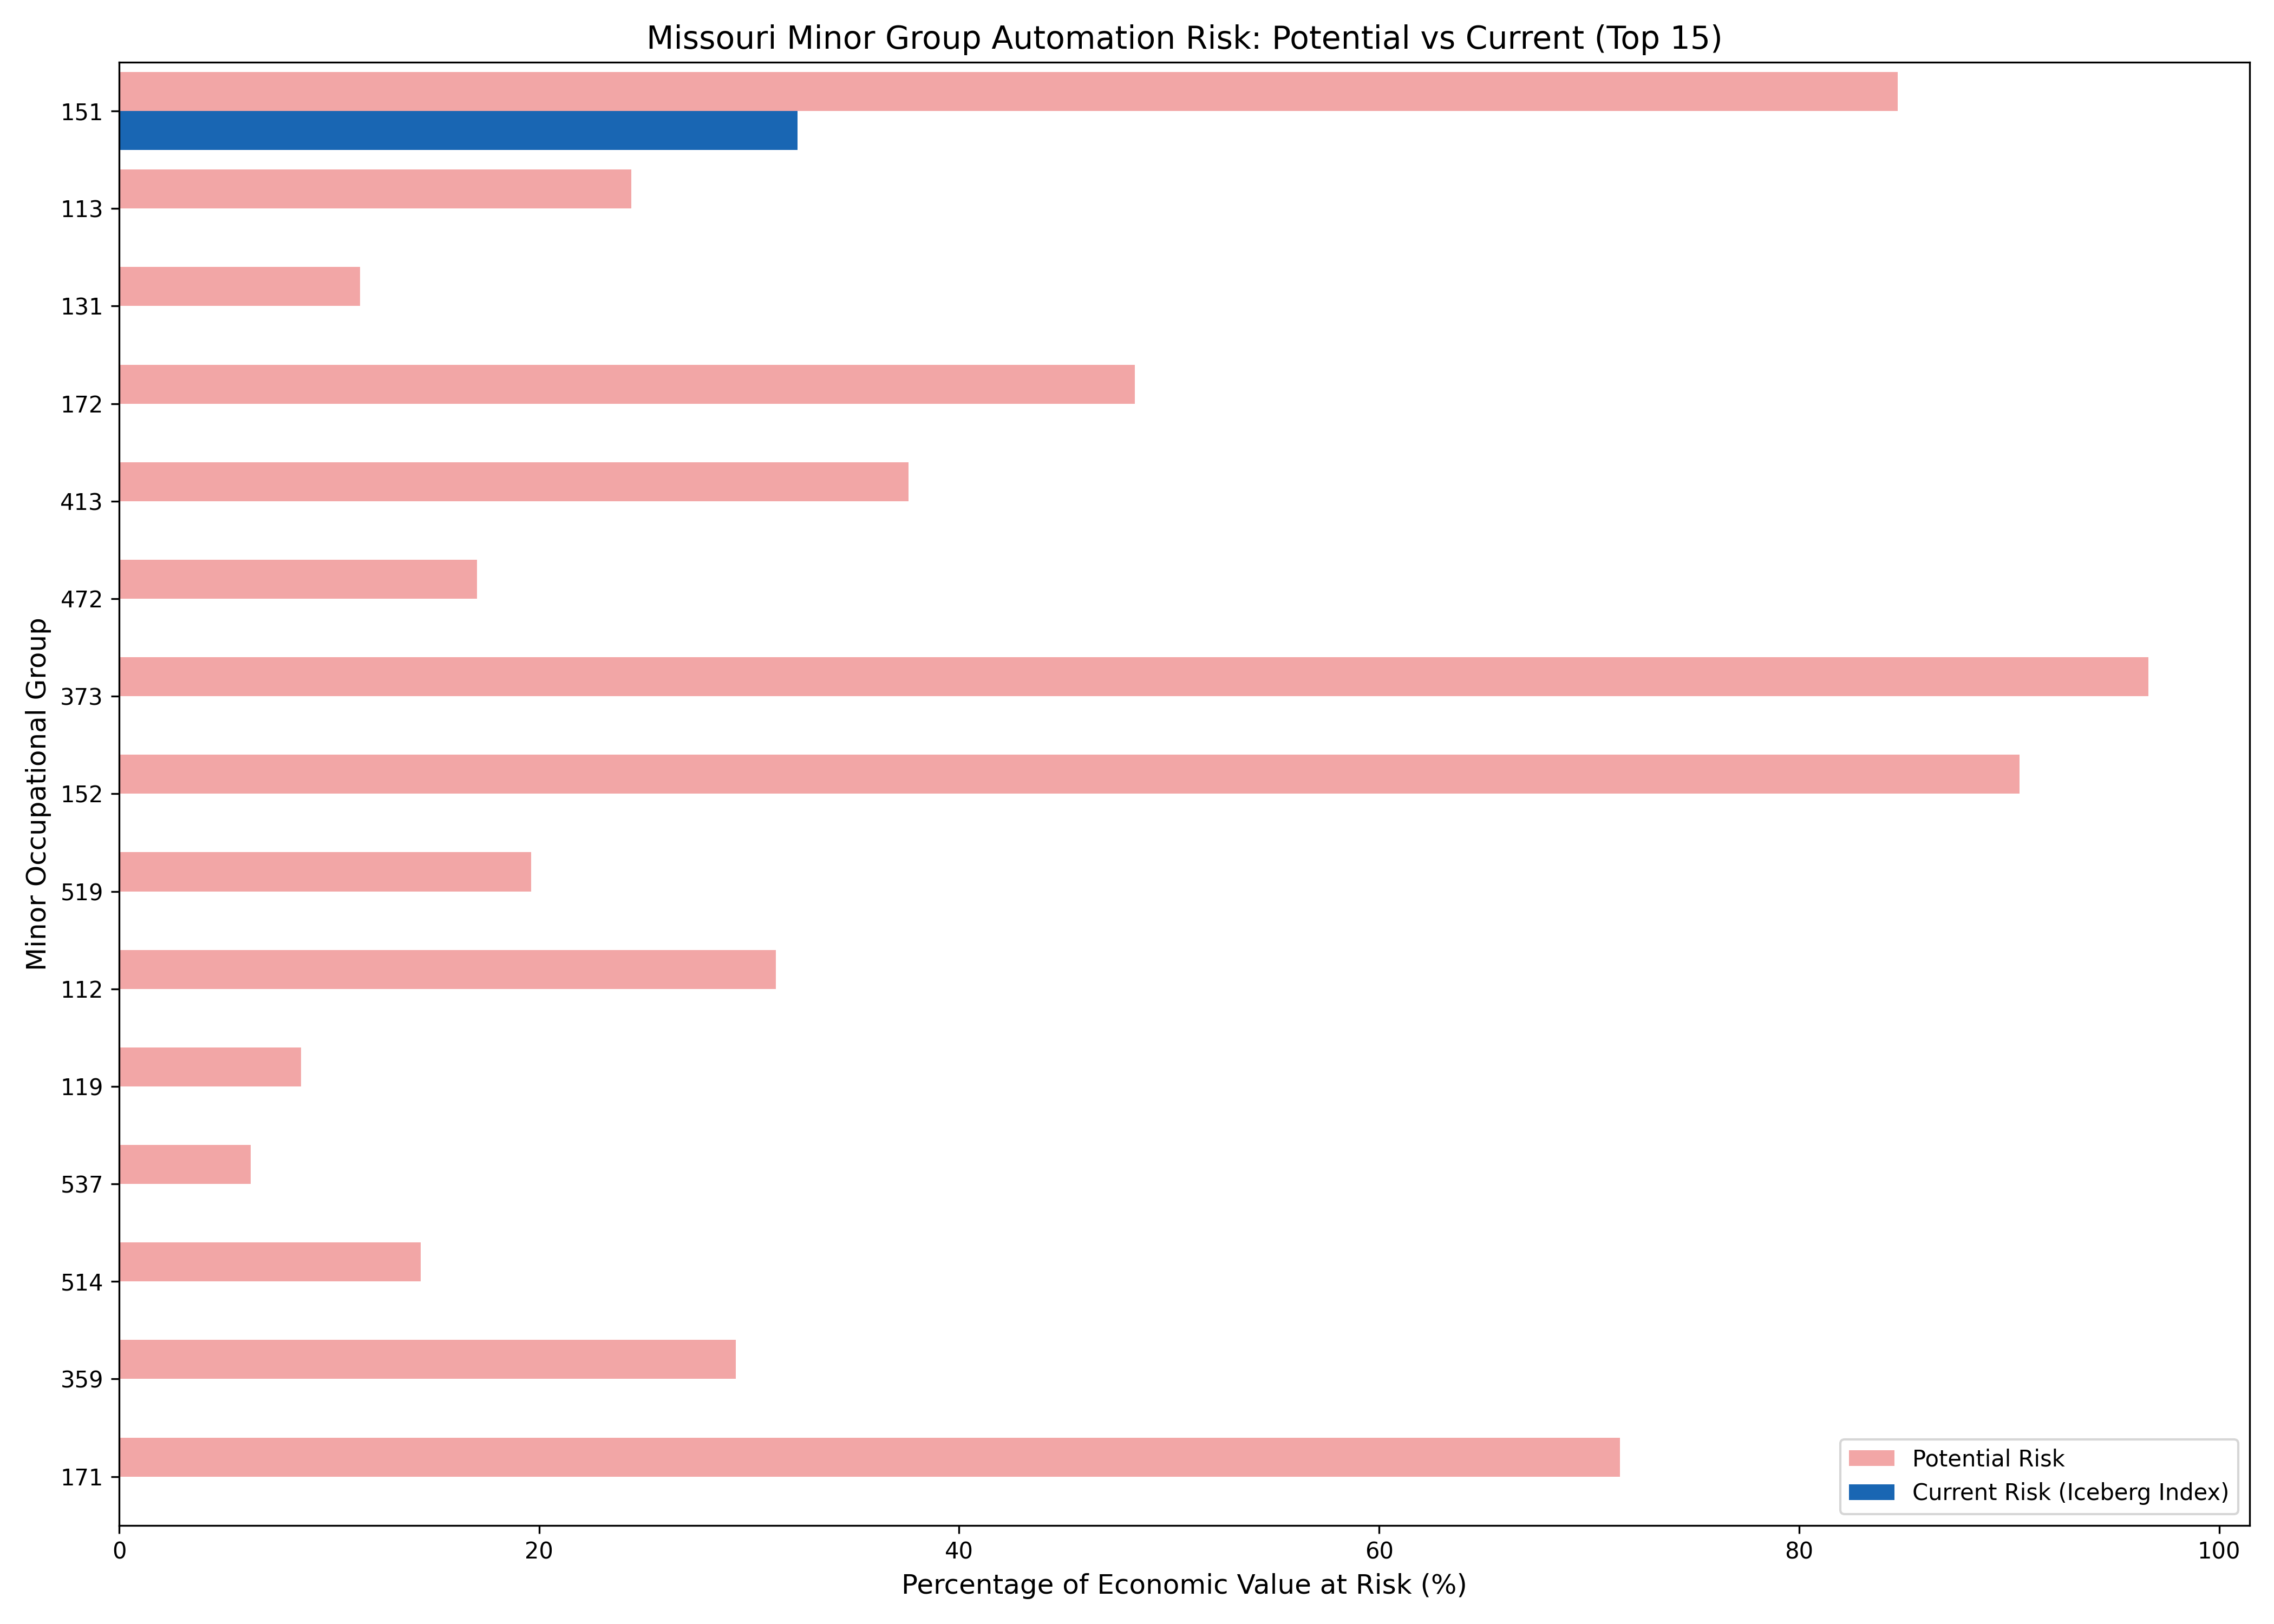 Missouri Minor Group Automation Risk: Potential vs Current (Top 15)
Minor Occupational Group
151
113
131
172
413
472
373
152
519
112
119
537
514
359
171
Potential Risk
Current Risk (Iceberg Index)
0 20 40 60 80 100
Percentage of Economic Value at Risk (%)